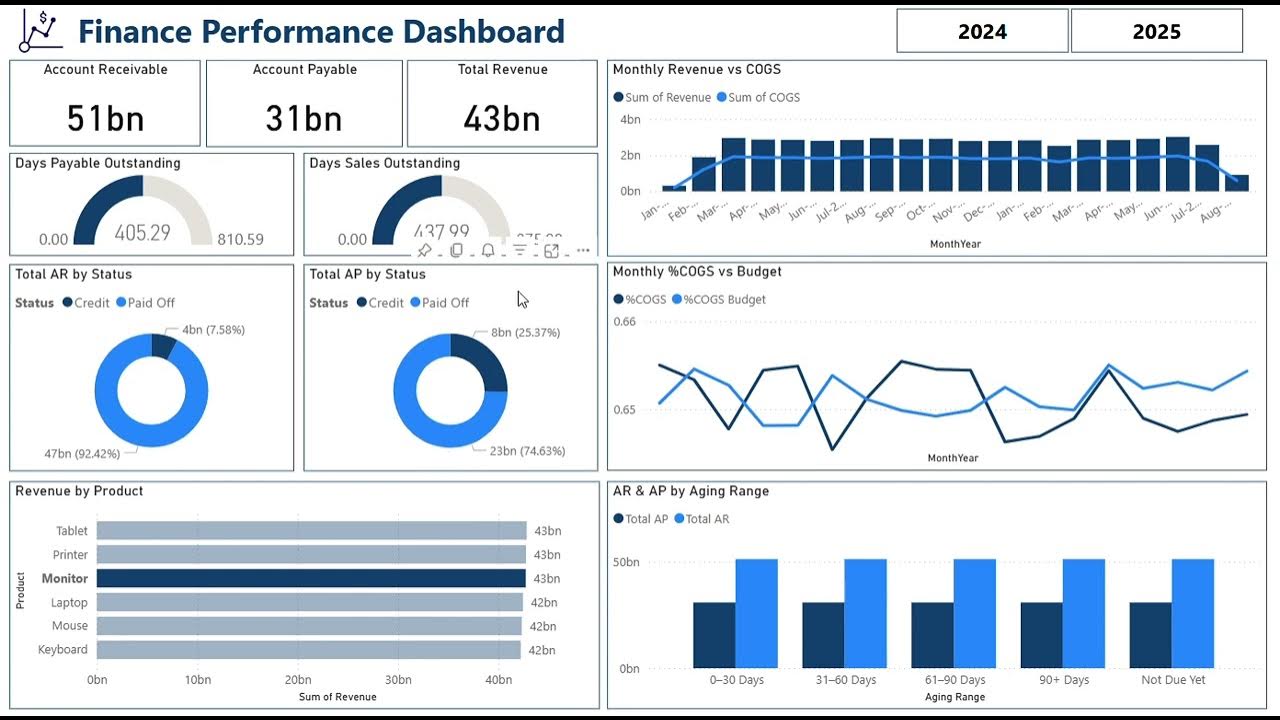 Finance Performance Dashboard
2024
2025
Account Receivable
51bn
Account Payable
31bn
Total Revenue
43bn
Days Payable Outstanding
405.29
0.00
810.59
Days Sales Outstanding
437.99
0.00
Total AR by Status
Status Credit Paid Off
4bn (7.58%)
47bn (92.42%)
Total AP by Status
Status Credit Paid Off
8bn (25.37%)
23bn (74.63%)
Revenue by Product
Product
Tablet 43bn
Printer 43bn
Monitor 43bn
Laptop 42bn
Mouse 42bn
Keyboard 42bn
0bn 10bn 20bn 30bn 40bn
Sum of Revenue
Monthly Revenue vs COGS
Sum of Revenue Sum of COGS
4bn
2bn
0bn
Jan-... Feb-... Mar-... Apr-... May... Jun-... Jul-2... Aug-... Sep-... Oct-... Nov-... Dec-... Jan-... Feb-... Mar-... Apr-... May... Jun-... Jul-2... Aug-...
MonthYear
Monthly %COGS vs Budget
%COGS %COGS Budget
0.66
0.65
MonthYear
AR & AP by Aging Range
Total AP Total AR
50bn
0bn
0–30 Days 31–60 Days 61–90 Days 90+ Days Not Due Yet
Aging Range